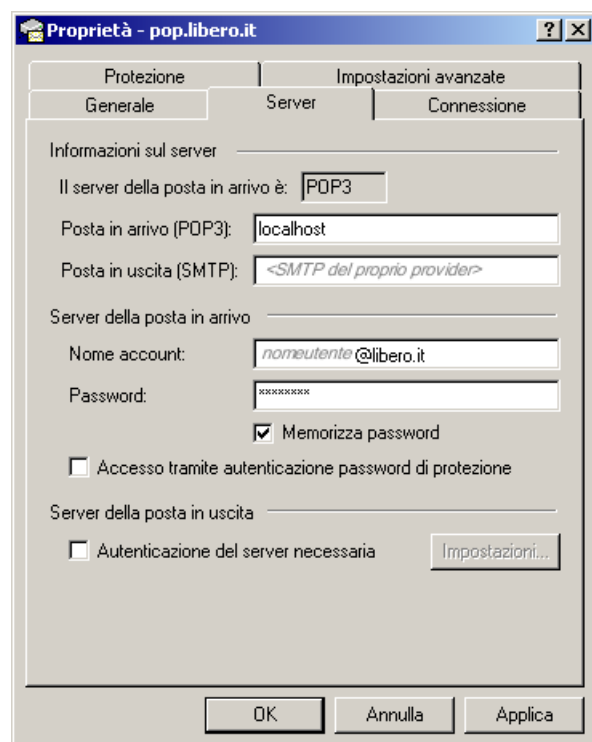 Proprietà - pop.libero.it
Protezione
Impostazioni avanzate
Generale
Server
Connessione
Informazioni sul server
Il server della posta in arrivo è: POP3
Posta in arrivo (POP3): localhost
Posta in uscita (SMTP): <SMTP del proprio provider>
Server della posta in arrivo
Nome account: nomeutente @libero.it
Password: ********
Memorizza password
Accesso tramite autenticazione password di protezione
Server della posta in uscita
Autenticazione del server necessaria
Impostazioni...
OK
Annulla
Applica